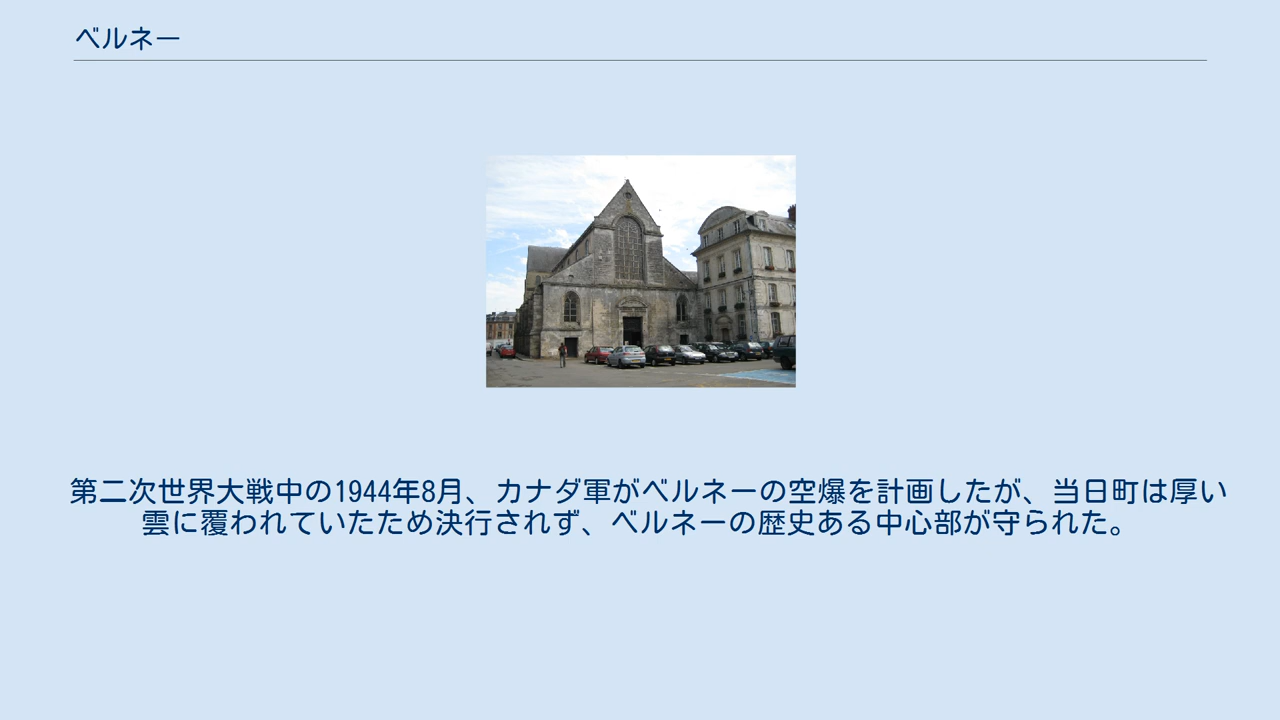 ベルネー
第二次世界大戦中の1944年8月、カナダ軍がベルネーの空爆を計画したが、当日町は厚い
雲に覆われていたため決行されず、ベルネーの歴史ある中心部が守られた。